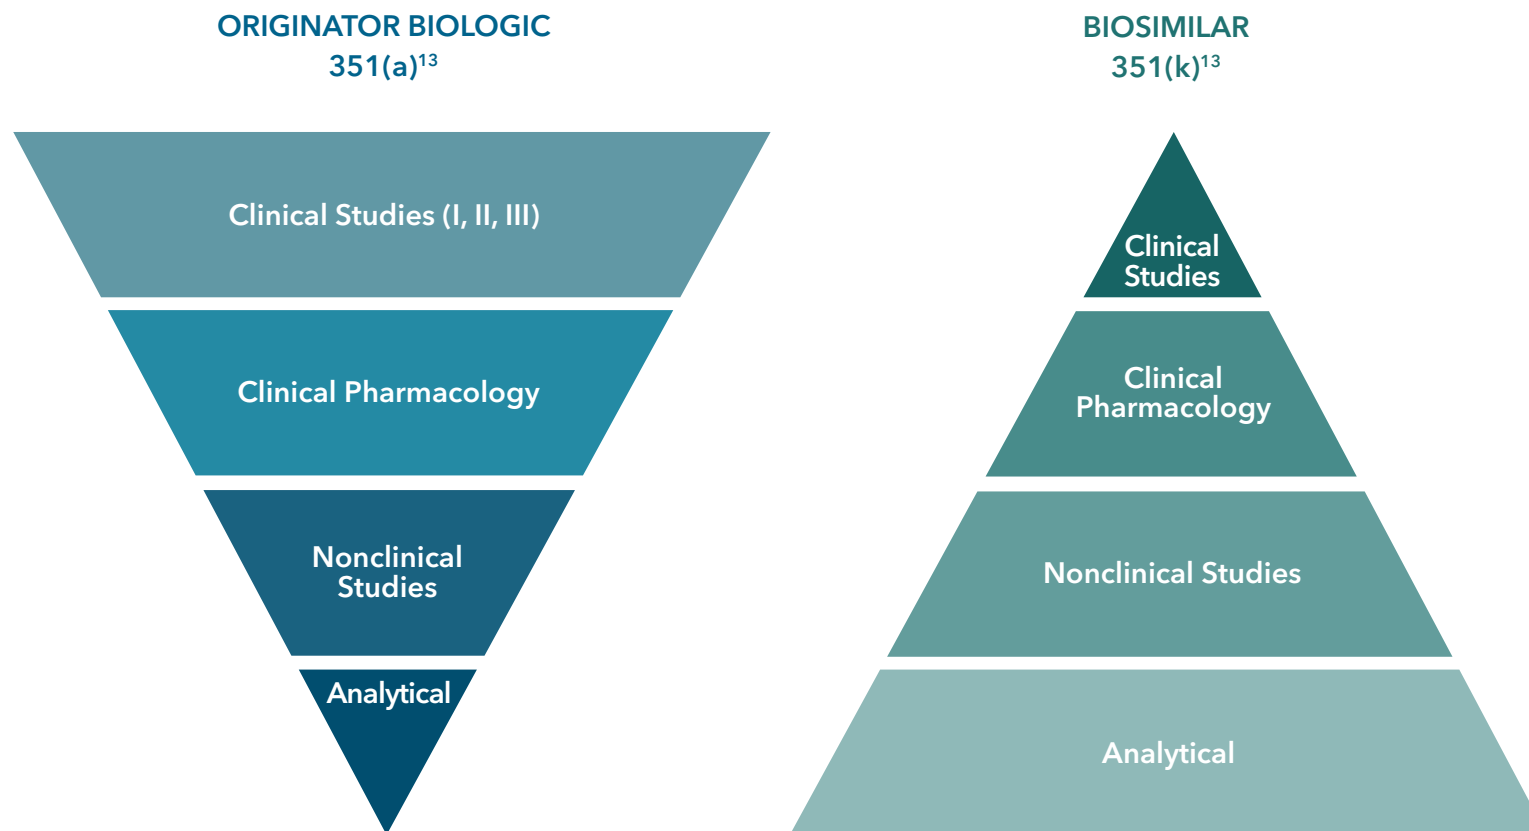 ORIGINATOR BIOLOGIC
351(a)¹³
Clinical Studies (I, II, III)
Clinical Pharmacology
Nonclinical
Studies
Analytical
BIOSIMILAR
351(k)¹³
Clinical
Studies
Clinical
Pharmacology
Nonclinical Studies
Analytical